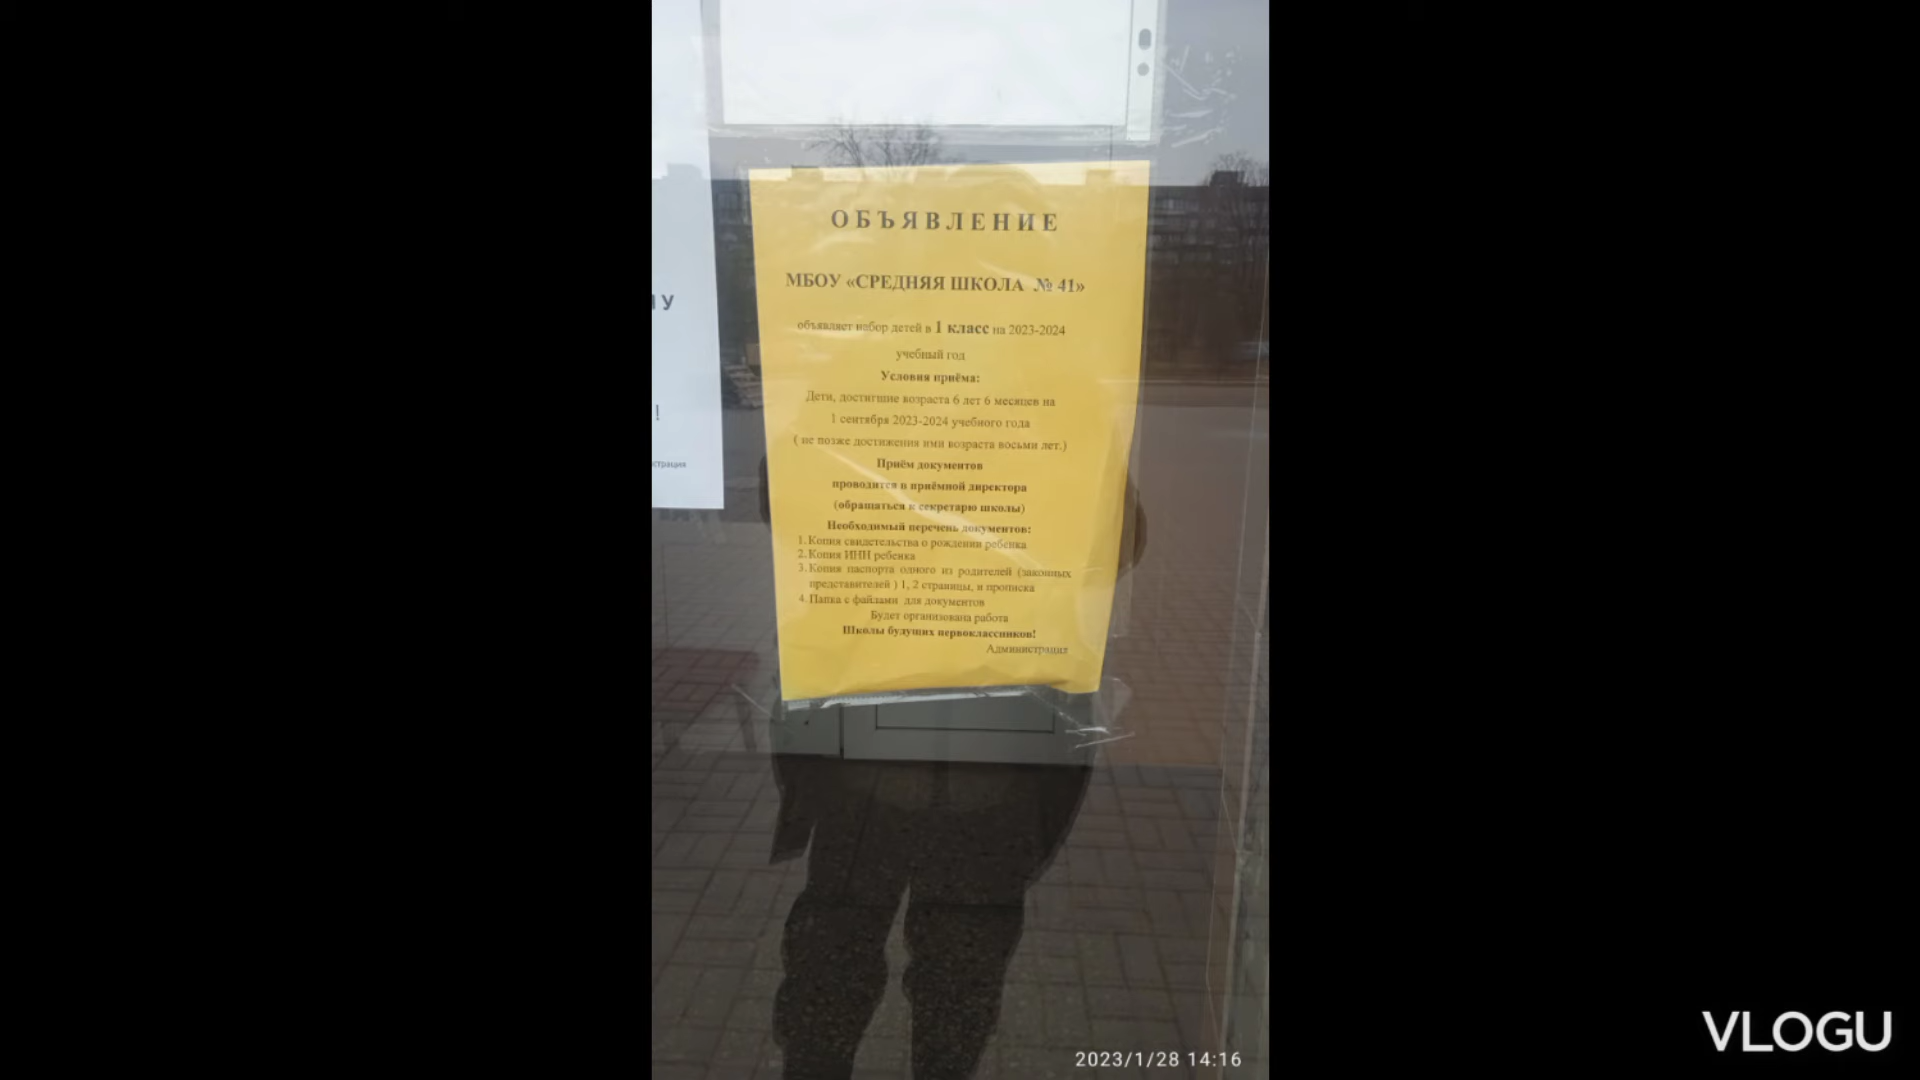 ОБЪЯВЛЕНИЕ
МБОУ «СРЕДНЯЯ ШКОЛА № 41»
объявляет набор детей в 1 класс на 2023-2024
учебный год
Условия приёма:
Дети, достигшие возраста 6 лет 6 месяцев на
1 сентября 2023-2024 учебного года
( не позже достижения ими возраста восьми лет.)
Приём документов
проводится в приёмной директора
(обращаться к секретарю школы)
Необходимый перечень документов:
1. Копия свидетельства о рождении ребенка
2. Копия ИНН ребенка
3. Копия паспорта одного из родителей (законных
представителей ) 1, 2 страницы, и прописка
4. Папка с файлами для документов
Будет организована работа
Школы будущих первоклассников!
Администрация
!
2023/1/28 14:16
VLOGU